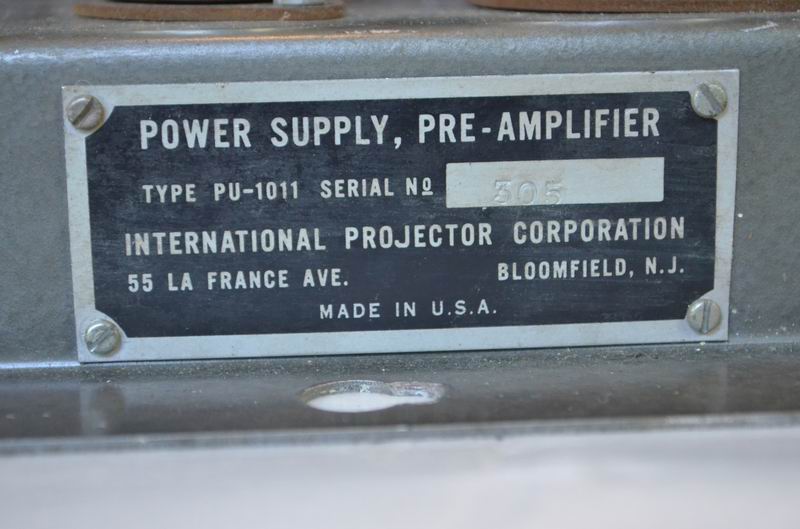 POWER SUPPLY, PRE-AMPLIFIER
TYPE PU-1011 SERIAL Nº 305
INTERNATIONAL PROJECTOR CORPORATION
55 LA FRANCE AVE. BLOOMFIELD, N.J.
MADE IN U.S.A.